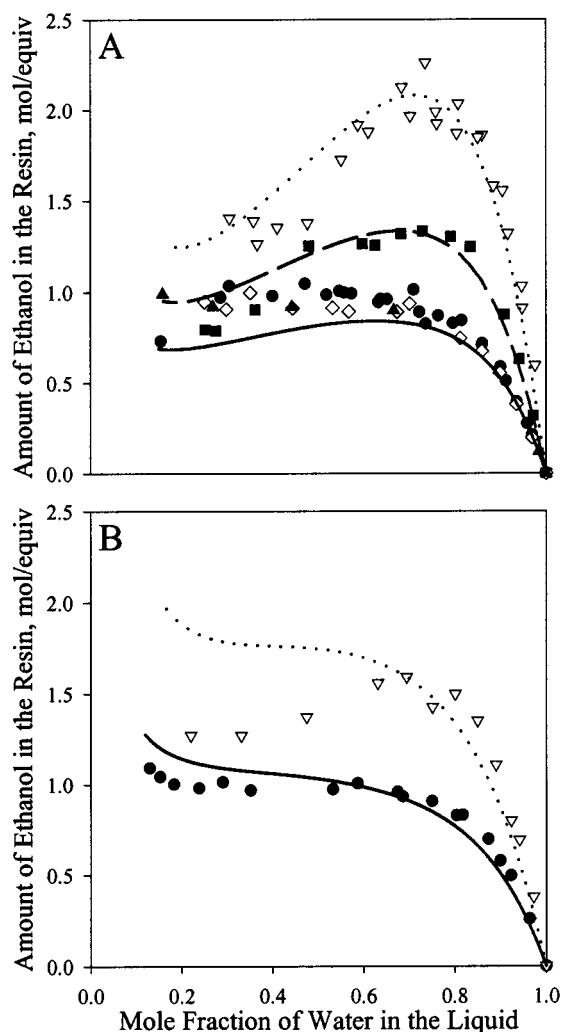 A
2.5
2.0
1.5
1.0
0.5
0.0
Amount of Ethanol in the Resin, mol/equiv
B
2.5
2.0
1.5
1.0
0.5
0.0
Amount of Ethanol in the Resin, mol/equiv
0.0 0.2 0.4 0.6 0.8 1.0
Mole Fraction of Water in the Liquid